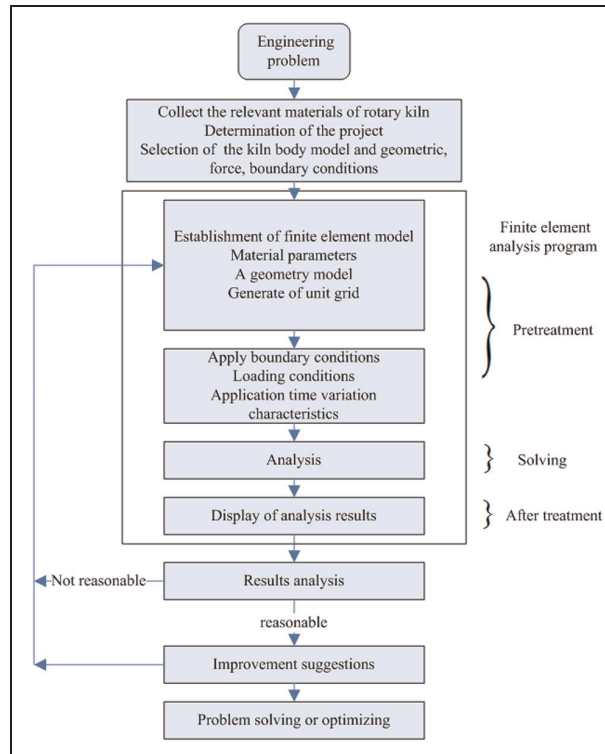 Engineering
problem
Collect the relevant materials of rotary kiln
Determination of the project
Selection of the kiln body model and geometric,
force, boundary conditions
Establishment of finite element model
Material parameters
A geometry model
Generate of unit grid
Finite element
analysis program
Pretreatment
Apply boundary conditions
Loading conditions
Application time variation
characteristics
Analysis
Solving
Display of analysis results
After treatment
Not reasonable
Results analysis
reasonable
Improvement suggestions
Problem solving or optimizing